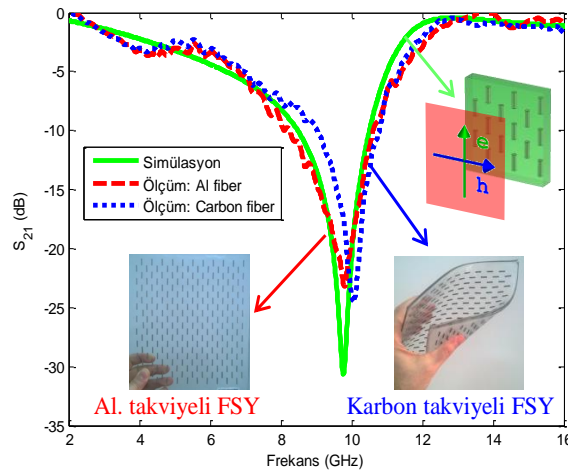 0
-5
-10
-15
-20
-25
-30
-35
S21 (dB)
Simülasyon
Ölçüm: Al fiber
Ölçüm: Carbon fiber
e
h
Al. takviyeli FSY
Karbon takviyeli FSY
2 4 6 8 10 12 14 16
Frekans (GHz)